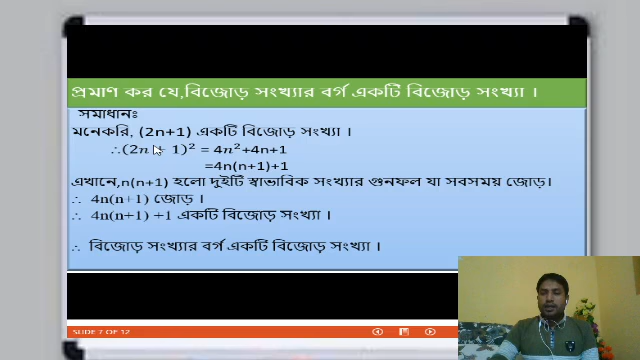 প্রমাণ কর যে,বিজোড় সংখ্যার বর্গ একটি বিজোড় সংখ্যা ।
সমাধানঃ
মনেকরি, (2n+1) একটি বিজোড় সংখ্যা ।
∴(2n + 1)² = 4n²+4n+1
=4n(n+1)+1
এখানে,n(n+1) হলো দুইটি স্বাভাবিক সংখ্যার গুনফল যা সবসময় জোড়।
∴ 4n(n+1) জোড় ।
∴ 4n(n+1) +1 একটি বিজোড় সংখ্যা ।
∴ বিজোড় সংখ্যার বর্গ একটি বিজোড় সংখ্যা ।
SLIDE 7 OF 12